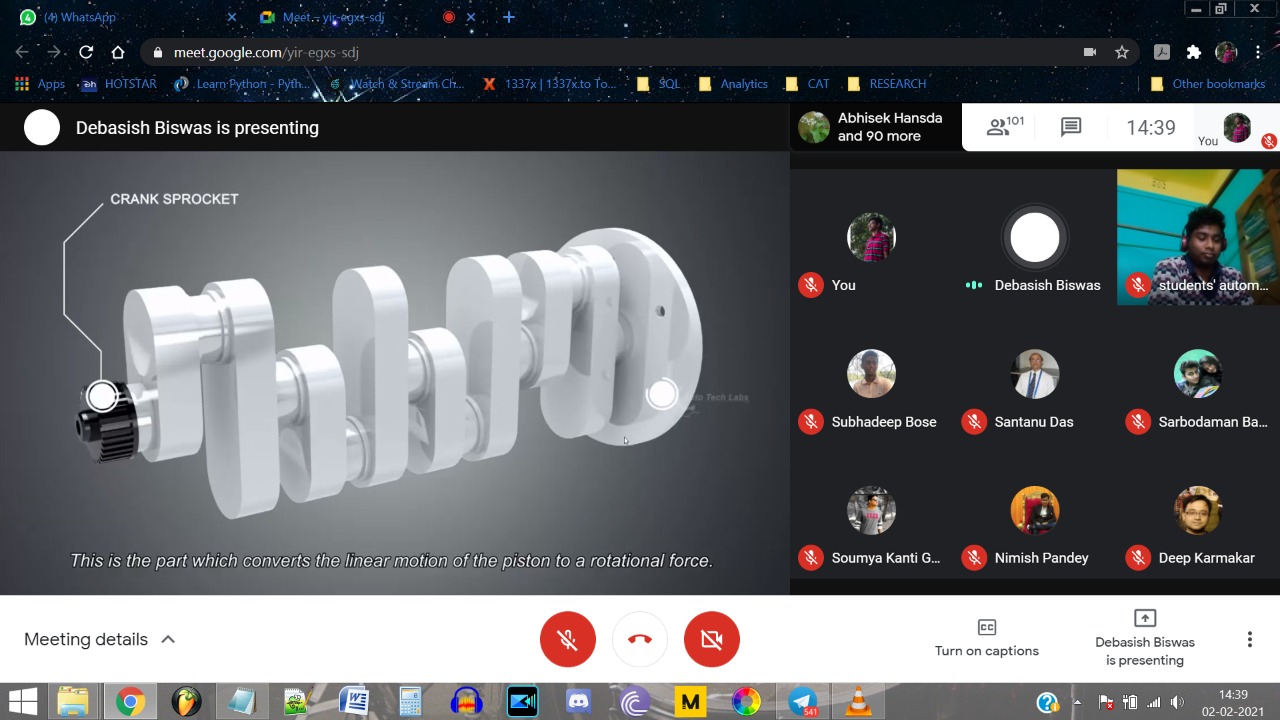 (4) WhatsApp
Meet – yir-egxs-sdj
meet.google.com/yir-egxs-sdj
Apps
HOTSTAR
Learn Python - Pyth...
Watch & Stream Ch...
1337x | 1337x.to To...
SQL
Analytics
CAT
RESEARCH
Other bookmarks
Debasish Biswas is presenting
Abhisek Hansda
and 90 more
101
14:39
You
CRANK SPROCKET
Tech Labs
This is the part which converts the linear motion of the piston to a rotational force.
You
Debasish Biswas
students' autom...
Subhadeep Bose
Santanu Das
Sarbodaman Ba...
Soumya Kanti G...
Nimish Pandey
Deep Karmakar
Meeting details
Turn on captions
Debasish Biswas
is presenting
541
14:39
02-02-2021